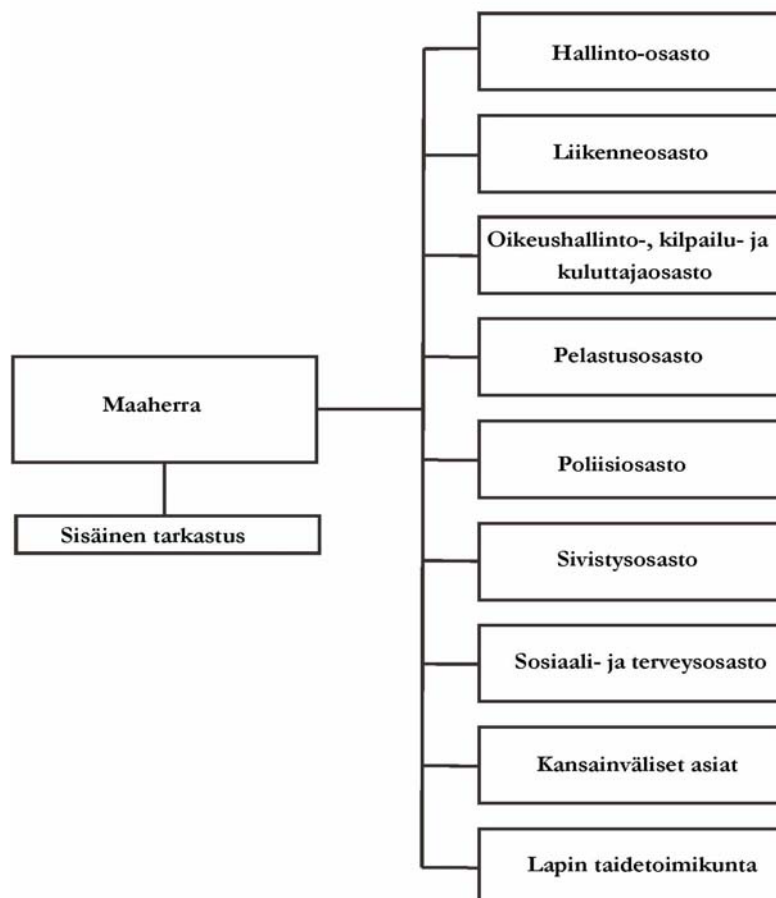 Maaherra
Sisäinen tarkastus
Hallinto-osasto
Liikenneosasto
Oikeushallinto-, kilpailu- ja
kuluttajaosasto
Pelastusosasto
Poliisiosasto
Sivistysosasto
Sosiaali- ja terveysosasto
Kansainväliset asiat
Lapin taidetoimikunta